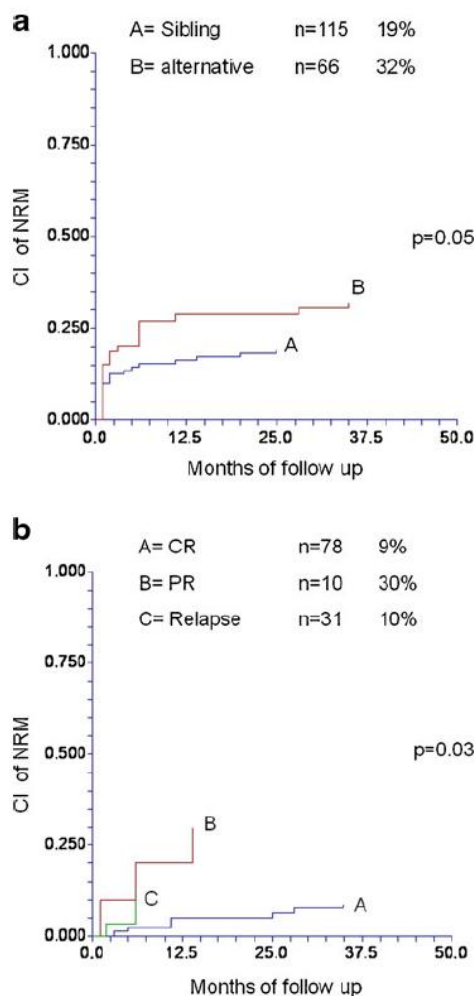 a
A= Sibling n=115 19%
B= alternative n=66 32%
1.000
0.750
0.500
0.250
0.000
CI of NRM
p=0.05
B
A
0.0 12.5 25.0 37.5 50.0
Months of follow up
b
A= CR n=78 9%
B= PR n=10 30%
C= Relapse n=31 10%
1.000
0.750
0.500
0.250
0.000
CI of NRM
p=0.03
B
C
A
0.0 12.5 25.0 37.5 50.0
Months of follow up